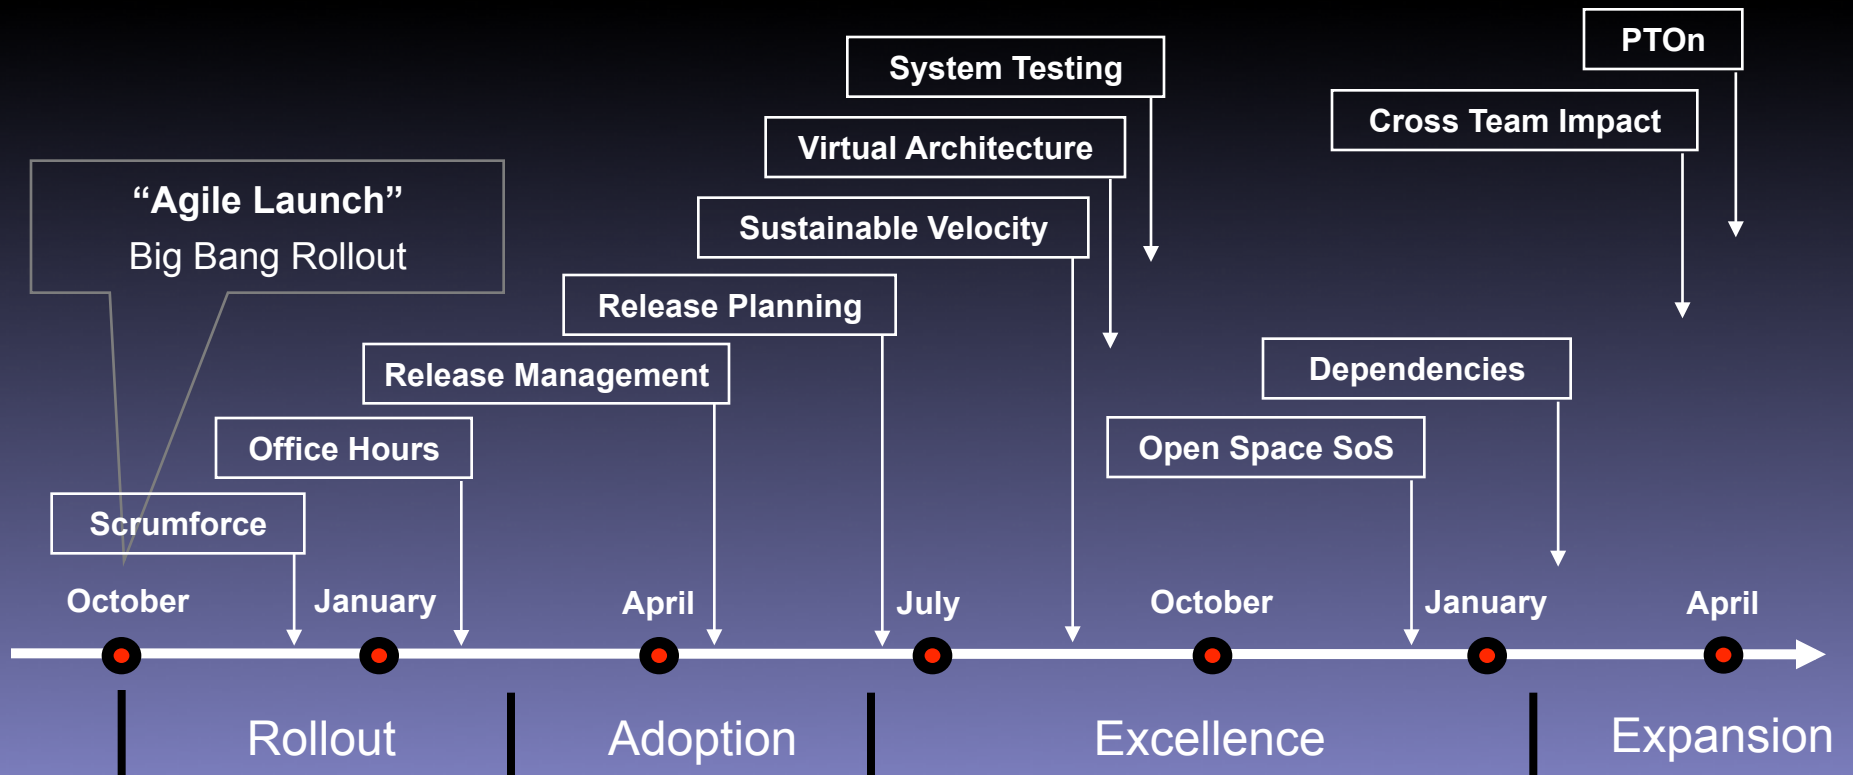 PTOn
System Testing
Cross Team Impact
Virtual Architecture
“Agile Launch”
Big Bang Rollout
Sustainable Velocity
Release Planning
Release Management
Dependencies
Office Hours
Open Space SoS
Scrumforce
October
January
April
July
October
January
April
Rollout
Adoption
Excellence
Expansion